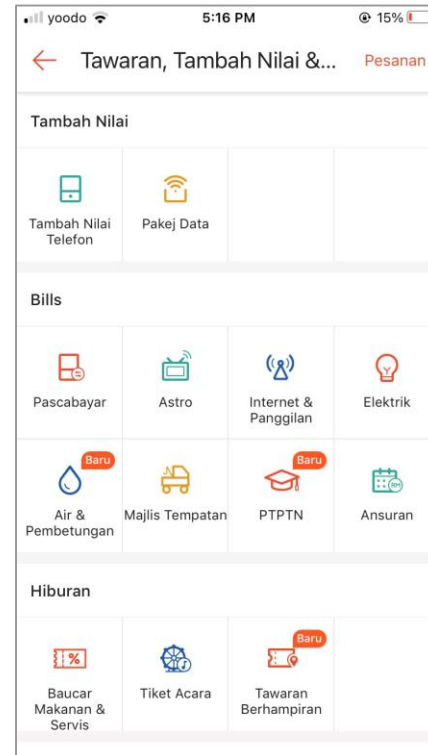 yoodo 5:16 PM 15%
Tawaran, Tambah Nilai &... Pesanan
Tambah Nilai
Tambah Nilai
Telefon
Pakej Data
Bills
Pascabayar
Astro
Internet &
Panggilan
Elektrik
Baru
Air &
Pembetungan
Majlis Tempatan
Baru
PTPTN
RM
Ansuran
Hiburan
%
Baucar
Makanan &
Servis
Tiket Acara
Baru
Tawaran
Berhampiran